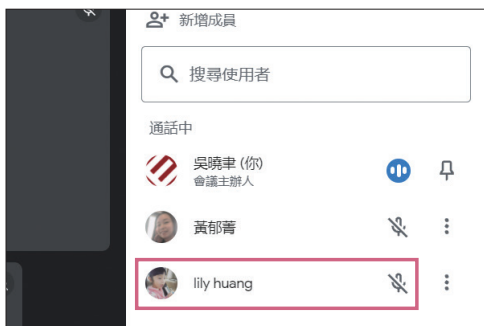 新增成員
搜尋使用者
通話中
吳曉聿 (你)
會議主辦人
黃郁菁
lily huang